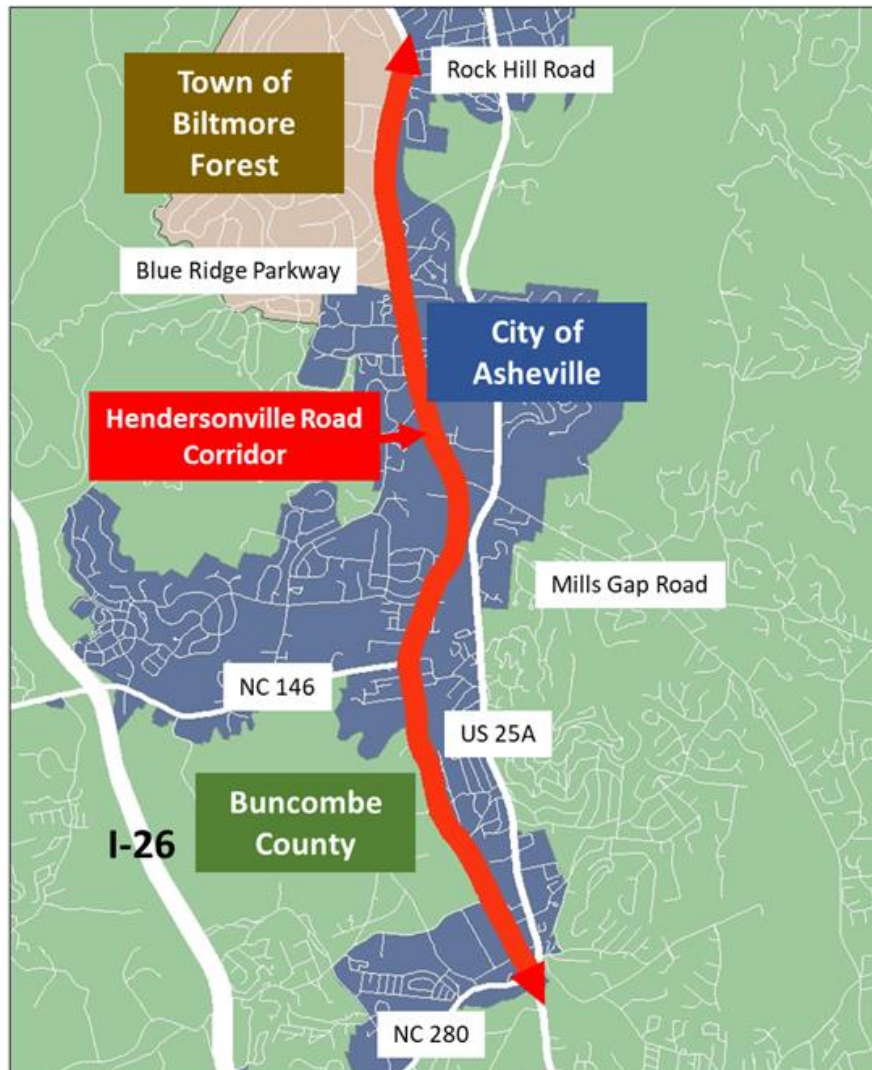 Rock Hill Road
Town of
Biltmore
Forest
Blue Ridge Parkway
City of
Asheville
Hendersonville Road
Corridor
Mills Gap Road
NC 146
US 25A
Buncombe
County
I-26
NC 280